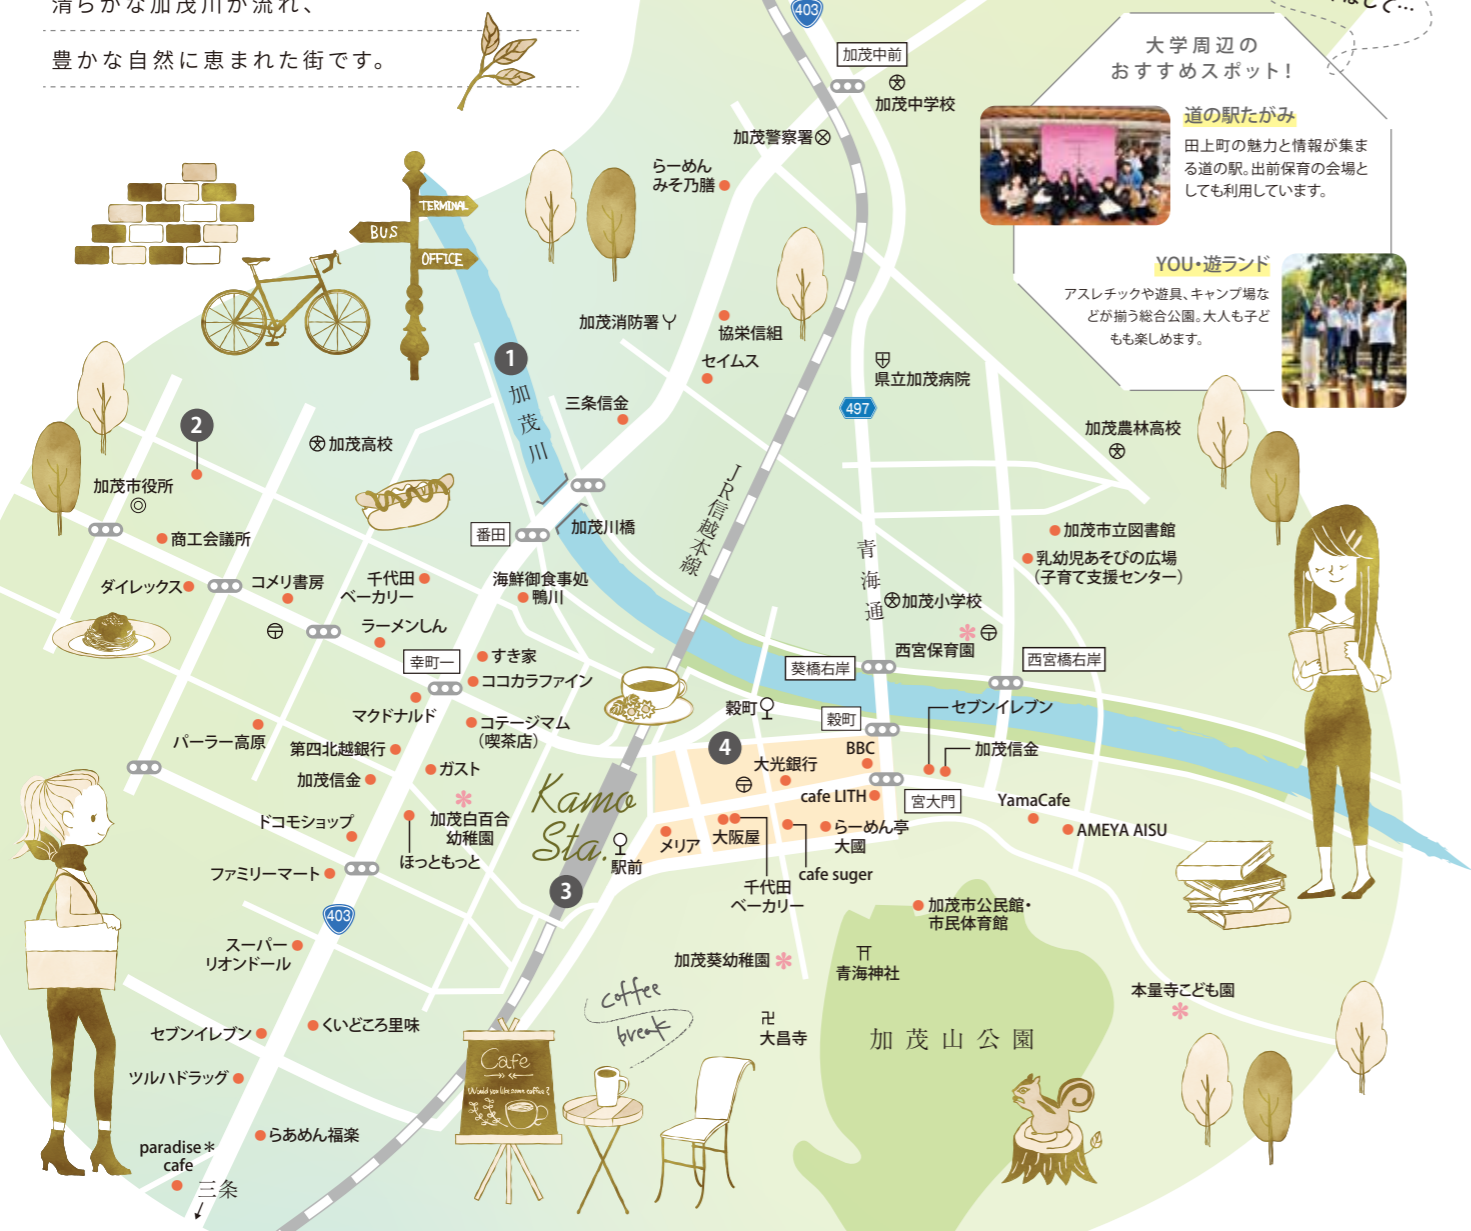 清らかな加茂川が流れ、
豊かな自然に恵まれた街です。
403
加茂中前
加茂中学校
加茂警察署
らーめん
みそ乃膳
大学周辺の
おすすめスポット！
道の駅たがみ
田上町の魅力と情報が集ま
る道の駅。出前保育の会場と
しても利用しています。
YOU・遊ランド
アスレチックや遊具、キャンプ場な
どが揃う総合公園。大人も子ど
もも楽しめます。
TERMINAL
BUS
OFFICE
加茂消防署
協栄信組
セイムス
1
加茂川
三条信金
県立加茂病院
497
加茂農林高校
2
加茂高校
加茂市役所
商工会議所
番田
加茂川橋
JR信越本線
青海通
加茂市立図書館
乳幼児あそびの広場
（子育て支援センター）
ダイレックス
コメリ書房
千代田
ベーカリー
海鮮御食事処
鴨川
加茂小学校
西宮保育園
ラーメンしん
幸町一
すき家
ココカラファイン
葵橋右岸
西宮橋右岸
マクドナルド
コテージマム
（喫茶店）
穀町
穀町
セブンイレブン
加茂信金
パーラー高原
第四北越銀行
加茂信金
ガスト
4
BBC
大光銀行
cafe LITH
宮大門
YamaCafe
AMEYA AISU
Kamo
Sta.
ドコモショップ
加茂白百合
幼稚園
ほっともっと
駅前
メリア
大阪屋
らーめん亭
大國
cafe suger
千代田
ベーカリー
ファミリーマート
3
403
加茂市公民館・
市民体育館
スーパー
リオンドール
加茂葵幼稚園
青海神社
coffee
break
本量寺こども園
セブンイレブン
くいどころ里味
大昌寺
加茂山公園
ツルハドラッグ
Cafe
Would you like some coffee?
らあめん福楽
paradise＊
cafe
三条